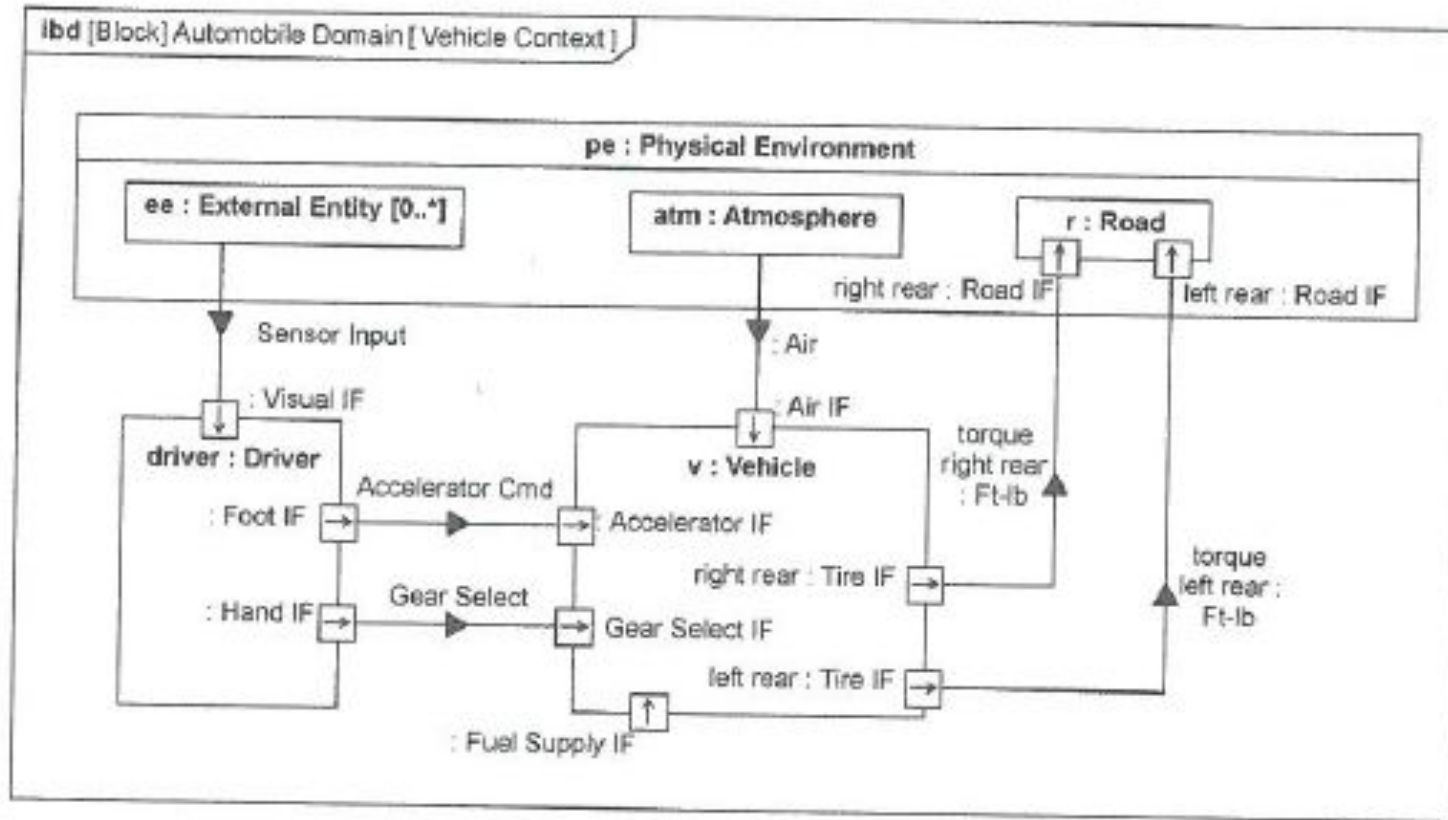 ibd [Block] Automobile Domain [ Vehicle Context ]
pe : Physical Environment
ee : External Entity [0..*]
atm : Atmosphere
r : Road
right rear : Road IF
left rear : Road IF
Sensor Input
: Air
: Visual IF
: Air IF
driver : Driver
v : Vehicle
torque
right rear
: Ft-lb
Accelerator Cmd
: Foot IF
: Accelerator IF
right rear : Tire IF
torque
left rear :
Ft-lb
Gear Select
: Hand IF
Gear Select IF
left rear : Tire IF
: Fuel Supply IF